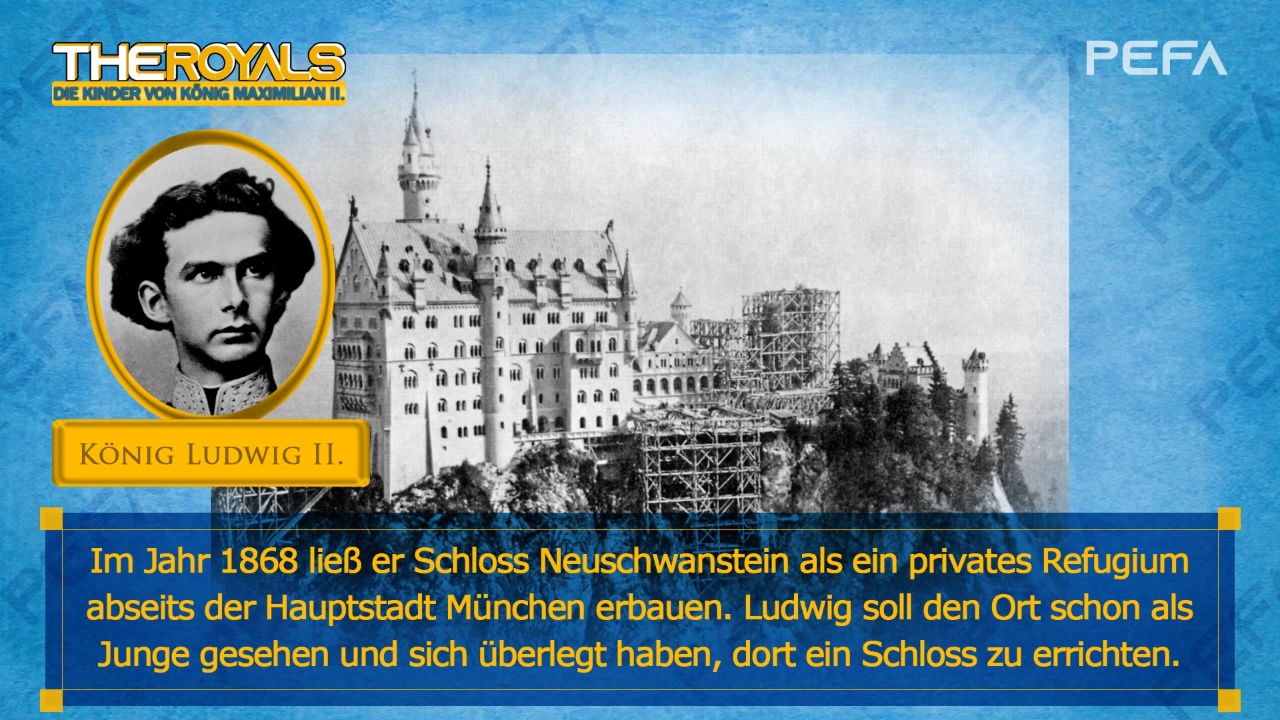 THEROYALS
DIE KINDER VON KÖNIG MAXIMILIAN II.
PEFA
KÖNIG LUDWIG II.
Im Jahr 1868 ließ er Schloss Neuschwanstein als ein privates Refugium
abseits der Hauptstadt München erbauen. Ludwig soll den Ort schon als
Junge gesehen und sich überlegt haben, dort ein Schloss zu errichten.